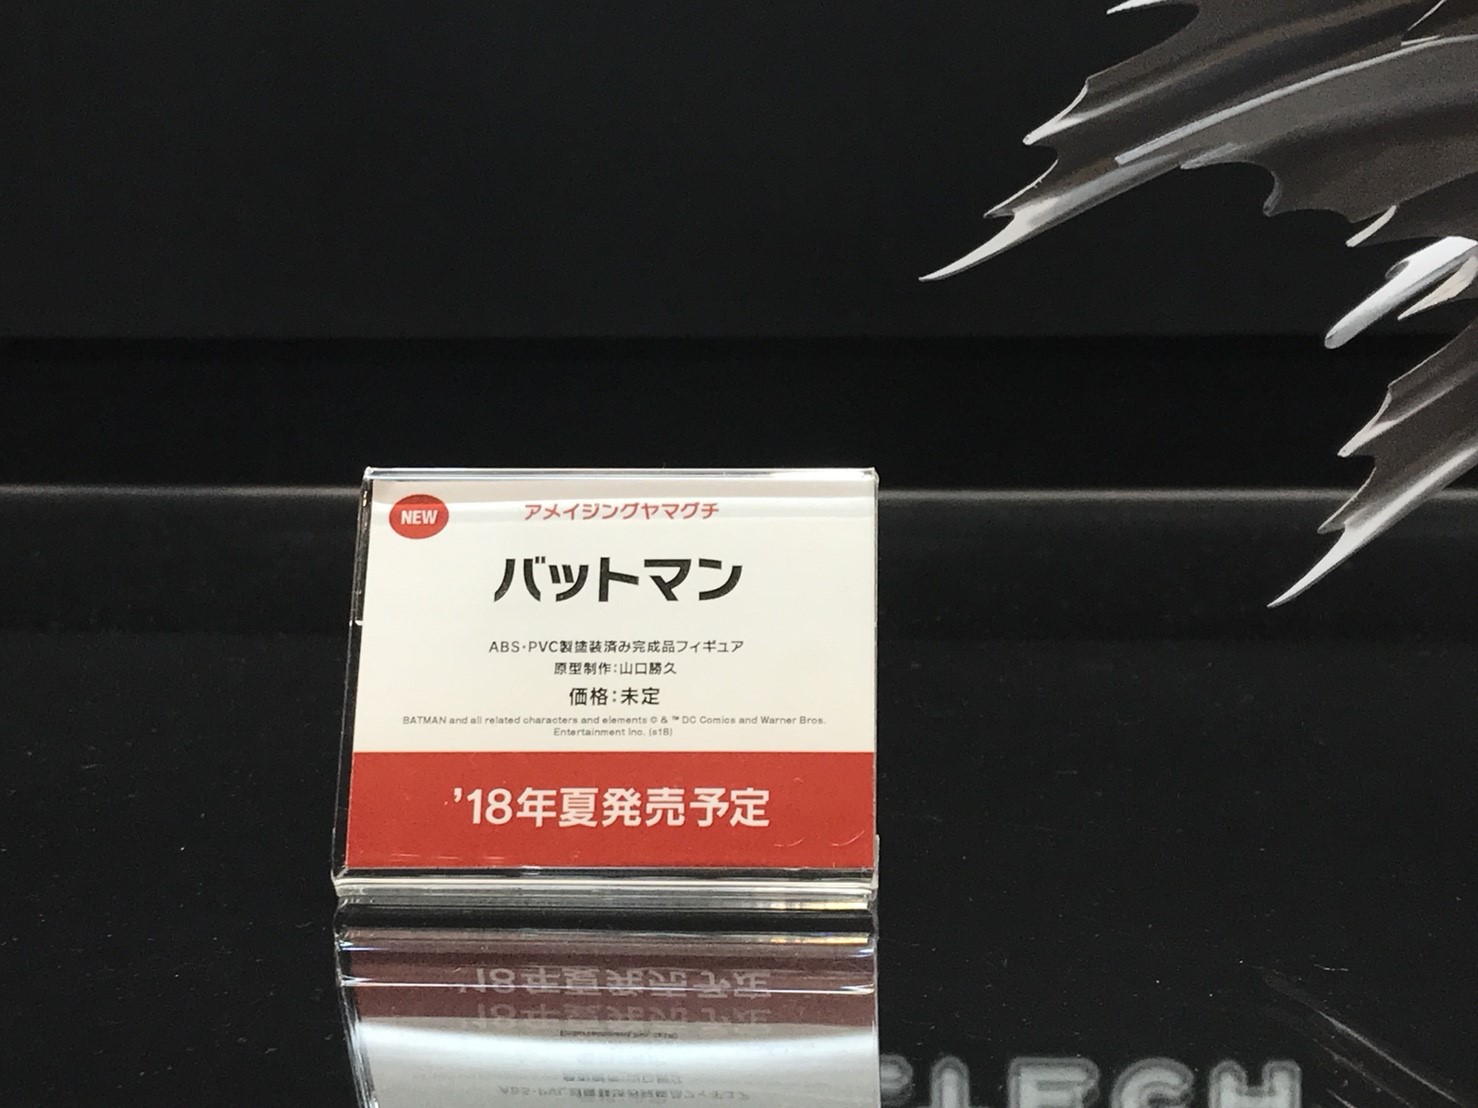 NEW
アメイジングヤマグチ
バットマン
ABS・PVC製塗装済み完成品フィギュア
原型制作：山口勝久
価格：未定
BATMAN and all related characters and elements © & ™ DC Comics and Warner Bros.
Entertainment Inc. (s18)
’18年夏発売予定